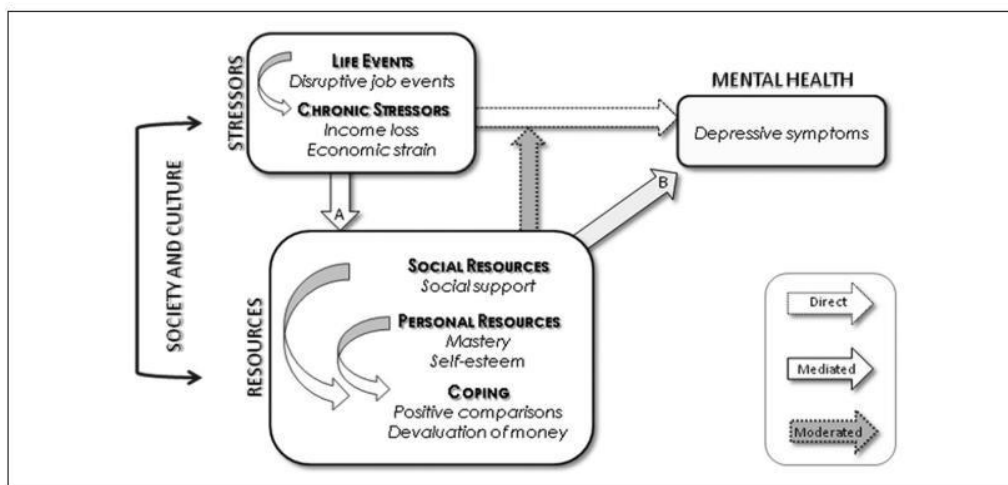 SOCIETY AND CULTURE
STRESSORS
LIFE EVENTS
Disruptive job events
CHRONIC STRESSORS
Income loss
Economic strain
MENTAL HEALTH
Depressive symptoms
A
B
RESOURCES
SOCIAL RESOURCES
Social support
PERSONAL RESOURCES
Mastery
Self-esteem
COPING
Positive comparisons
Devaluation of money
Direct
Mediated
Moderated